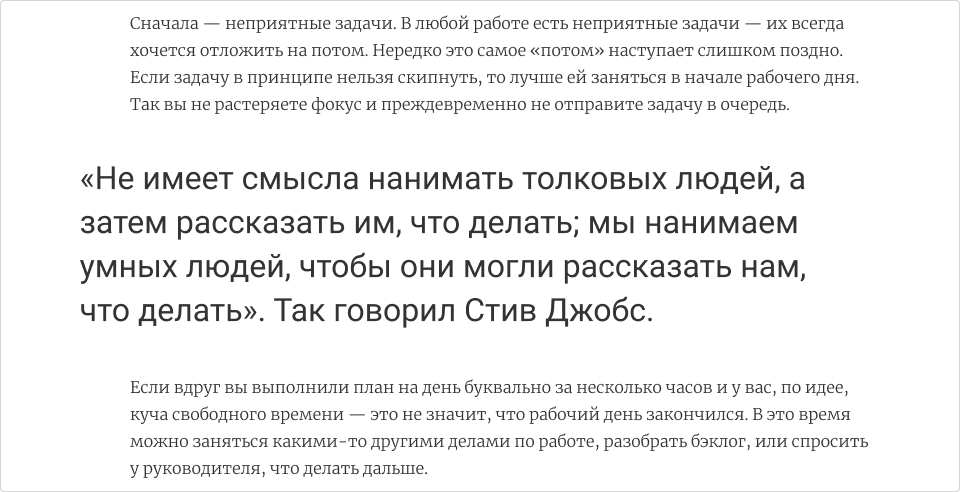 Сначала — неприятные задачи. В любой работе есть неприятные задачи — их всегда
хочется отложить на потом. Нередко это самое «потом» наступает слишком поздно.
Если задачу в принципе нельзя скипнуть, то лучше ей заняться в начале рабочего дня.
Так вы не растеряете фокус и преждевременно не отправите задачу в очередь.
«Не имеет смысла нанимать толковых людей, а
затем рассказать им, что делать; мы нанимаем
умных людей, чтобы они могли рассказать нам,
что делать». Так говорил Стив Джобс.
Если вдруг вы выполнили план на день буквально за несколько часов и у вас, по идее,
куча свободного времени — это не значит, что рабочий день закончился. В это время
можно заняться какими-то другими делами по работе, разобрать бэклог, или спросить
у руководителя, что делать дальше.